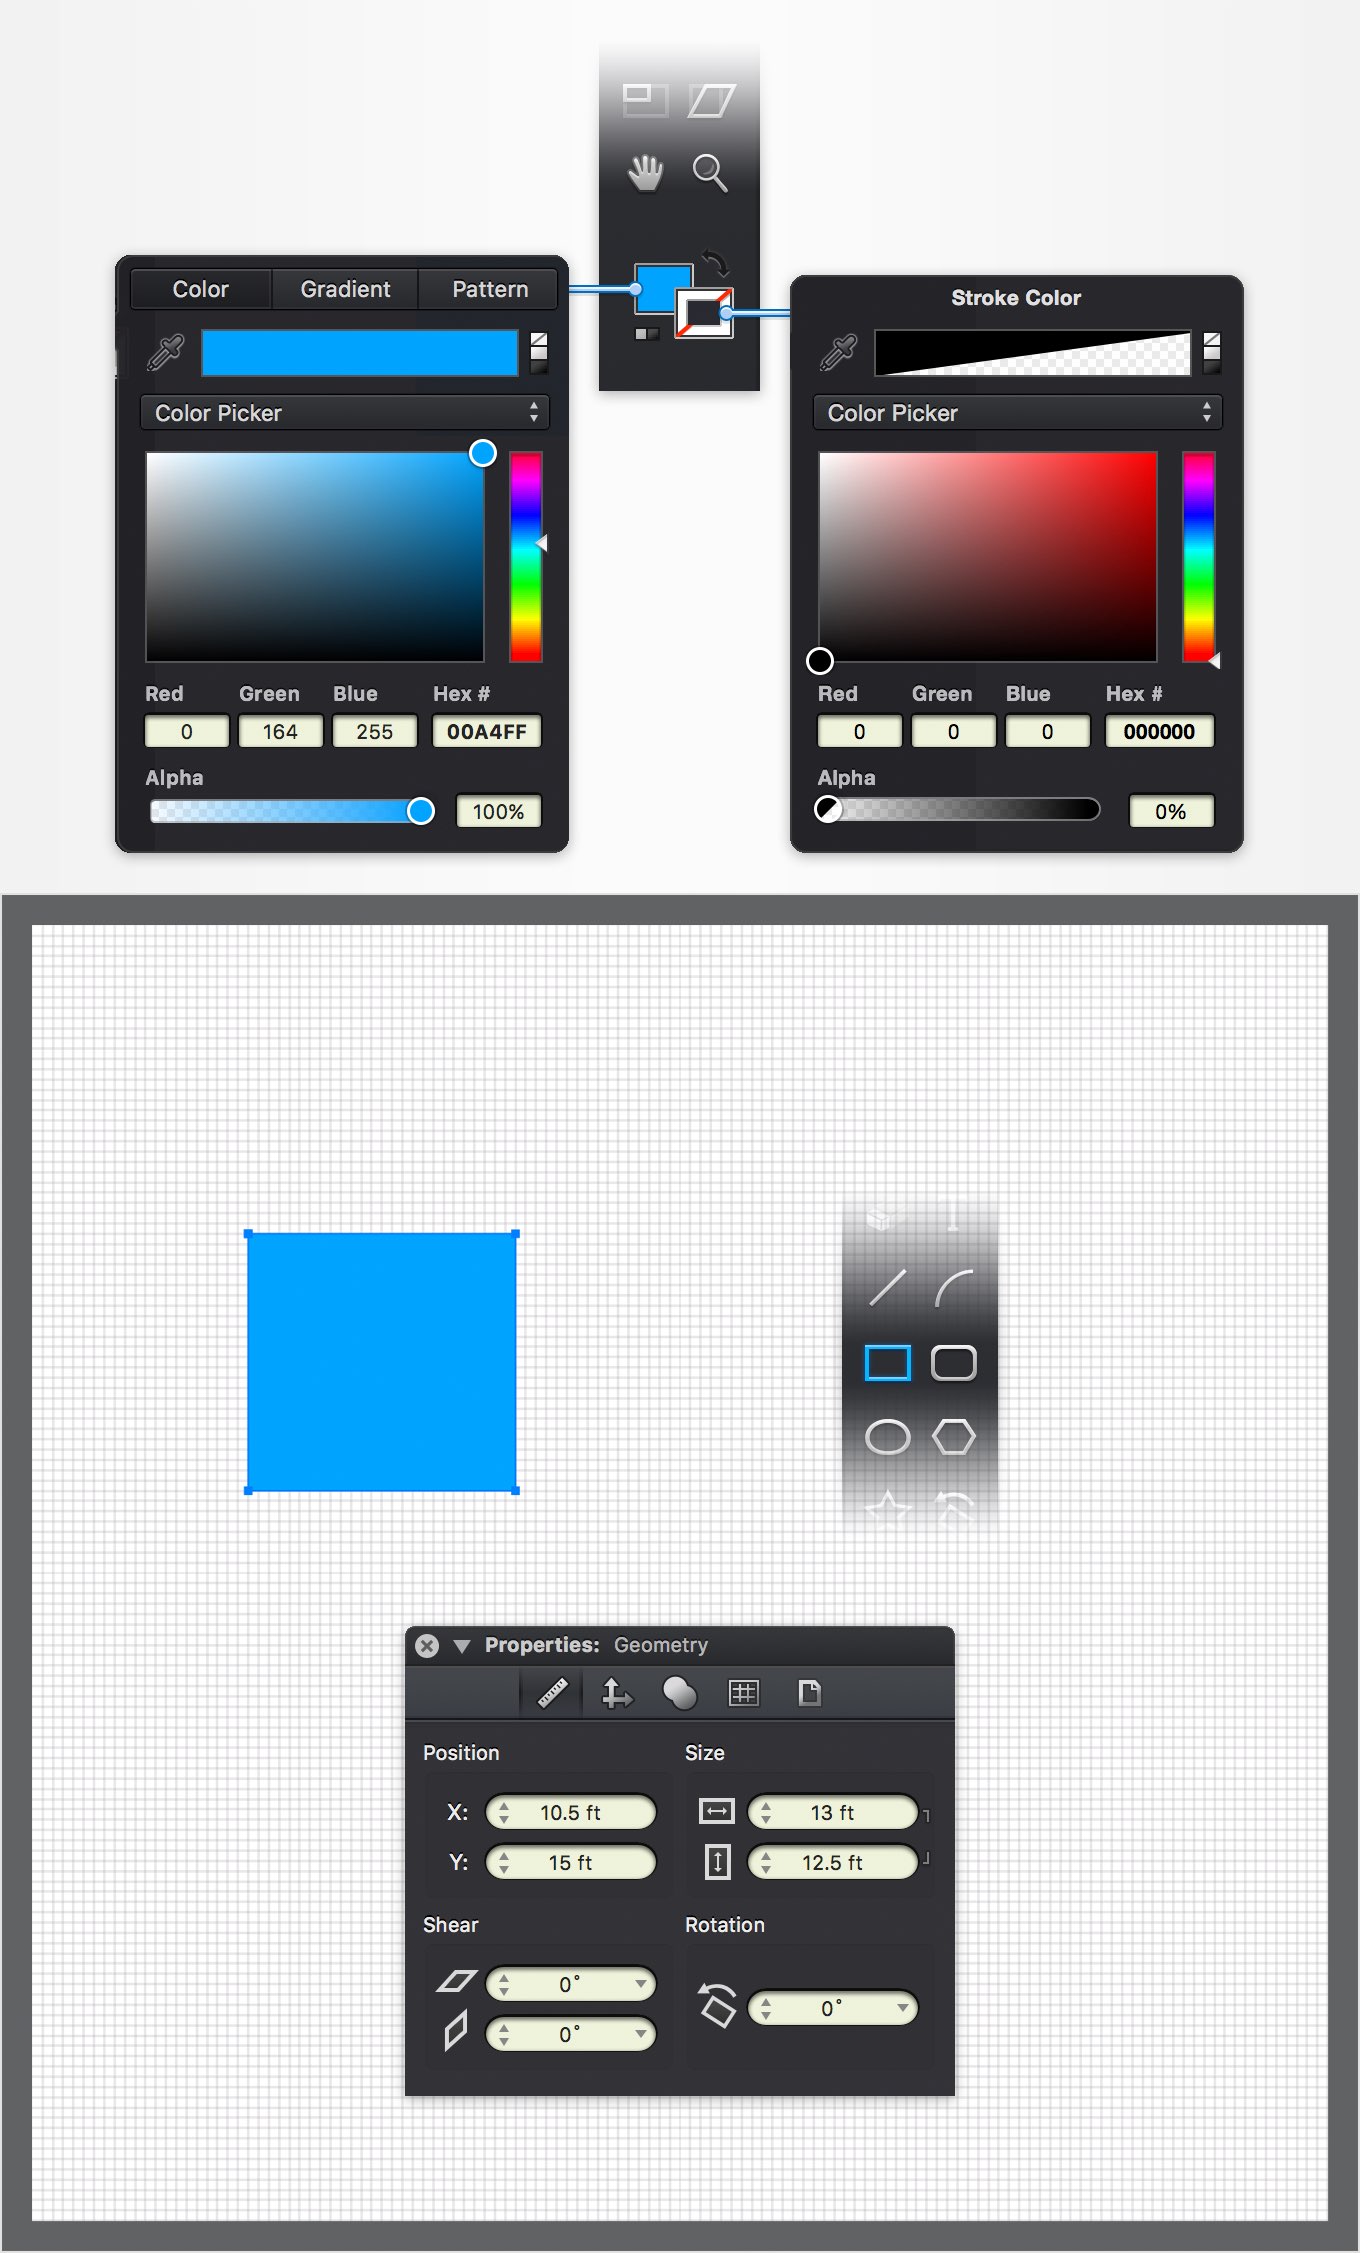 Color Gradient Pattern
Color Picker
Red Green Blue Hex #
0 164 255 00A4FF
Alpha
100%
Stroke Color
Color Picker
Red Green Blue Hex #
0 0 0 000000
Alpha
0%
Properties: Geometry
Position Size
X: 10.5 ft 13 ft
Y: 15 ft 12.5 ft
Shear Rotation
0°
0°
0°